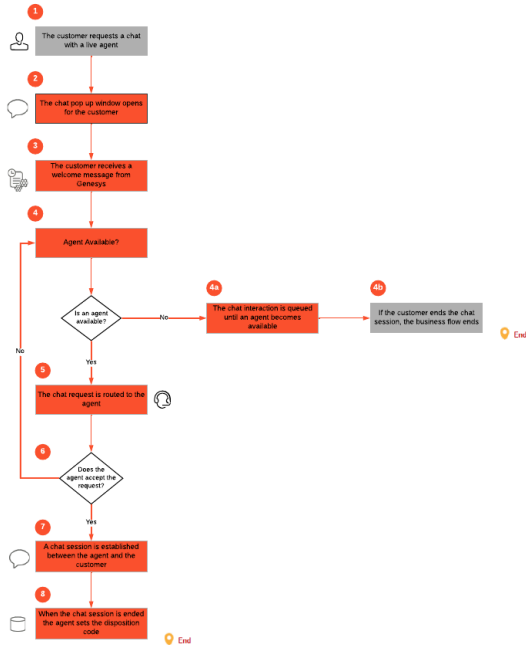 1
The customer requests a chat
with a live agent
2
The chat pop up window opens
for the customer
3
The customer receives a
welcome message from
Genesys
4
Agent Available?
Is an agent
available?
No
4a
The chat interaction is queued
until an agent becomes
available
4b
If the customer ends the chat
session, the business flow ends
End
No
Yes
5
The chat request is routed to the
agent
6
Does the
agent accept the
request?
Yes
7
A chat session is established
between the agent and the
customer
8
When the chat session is ended
the agent sets the disposition
code
End